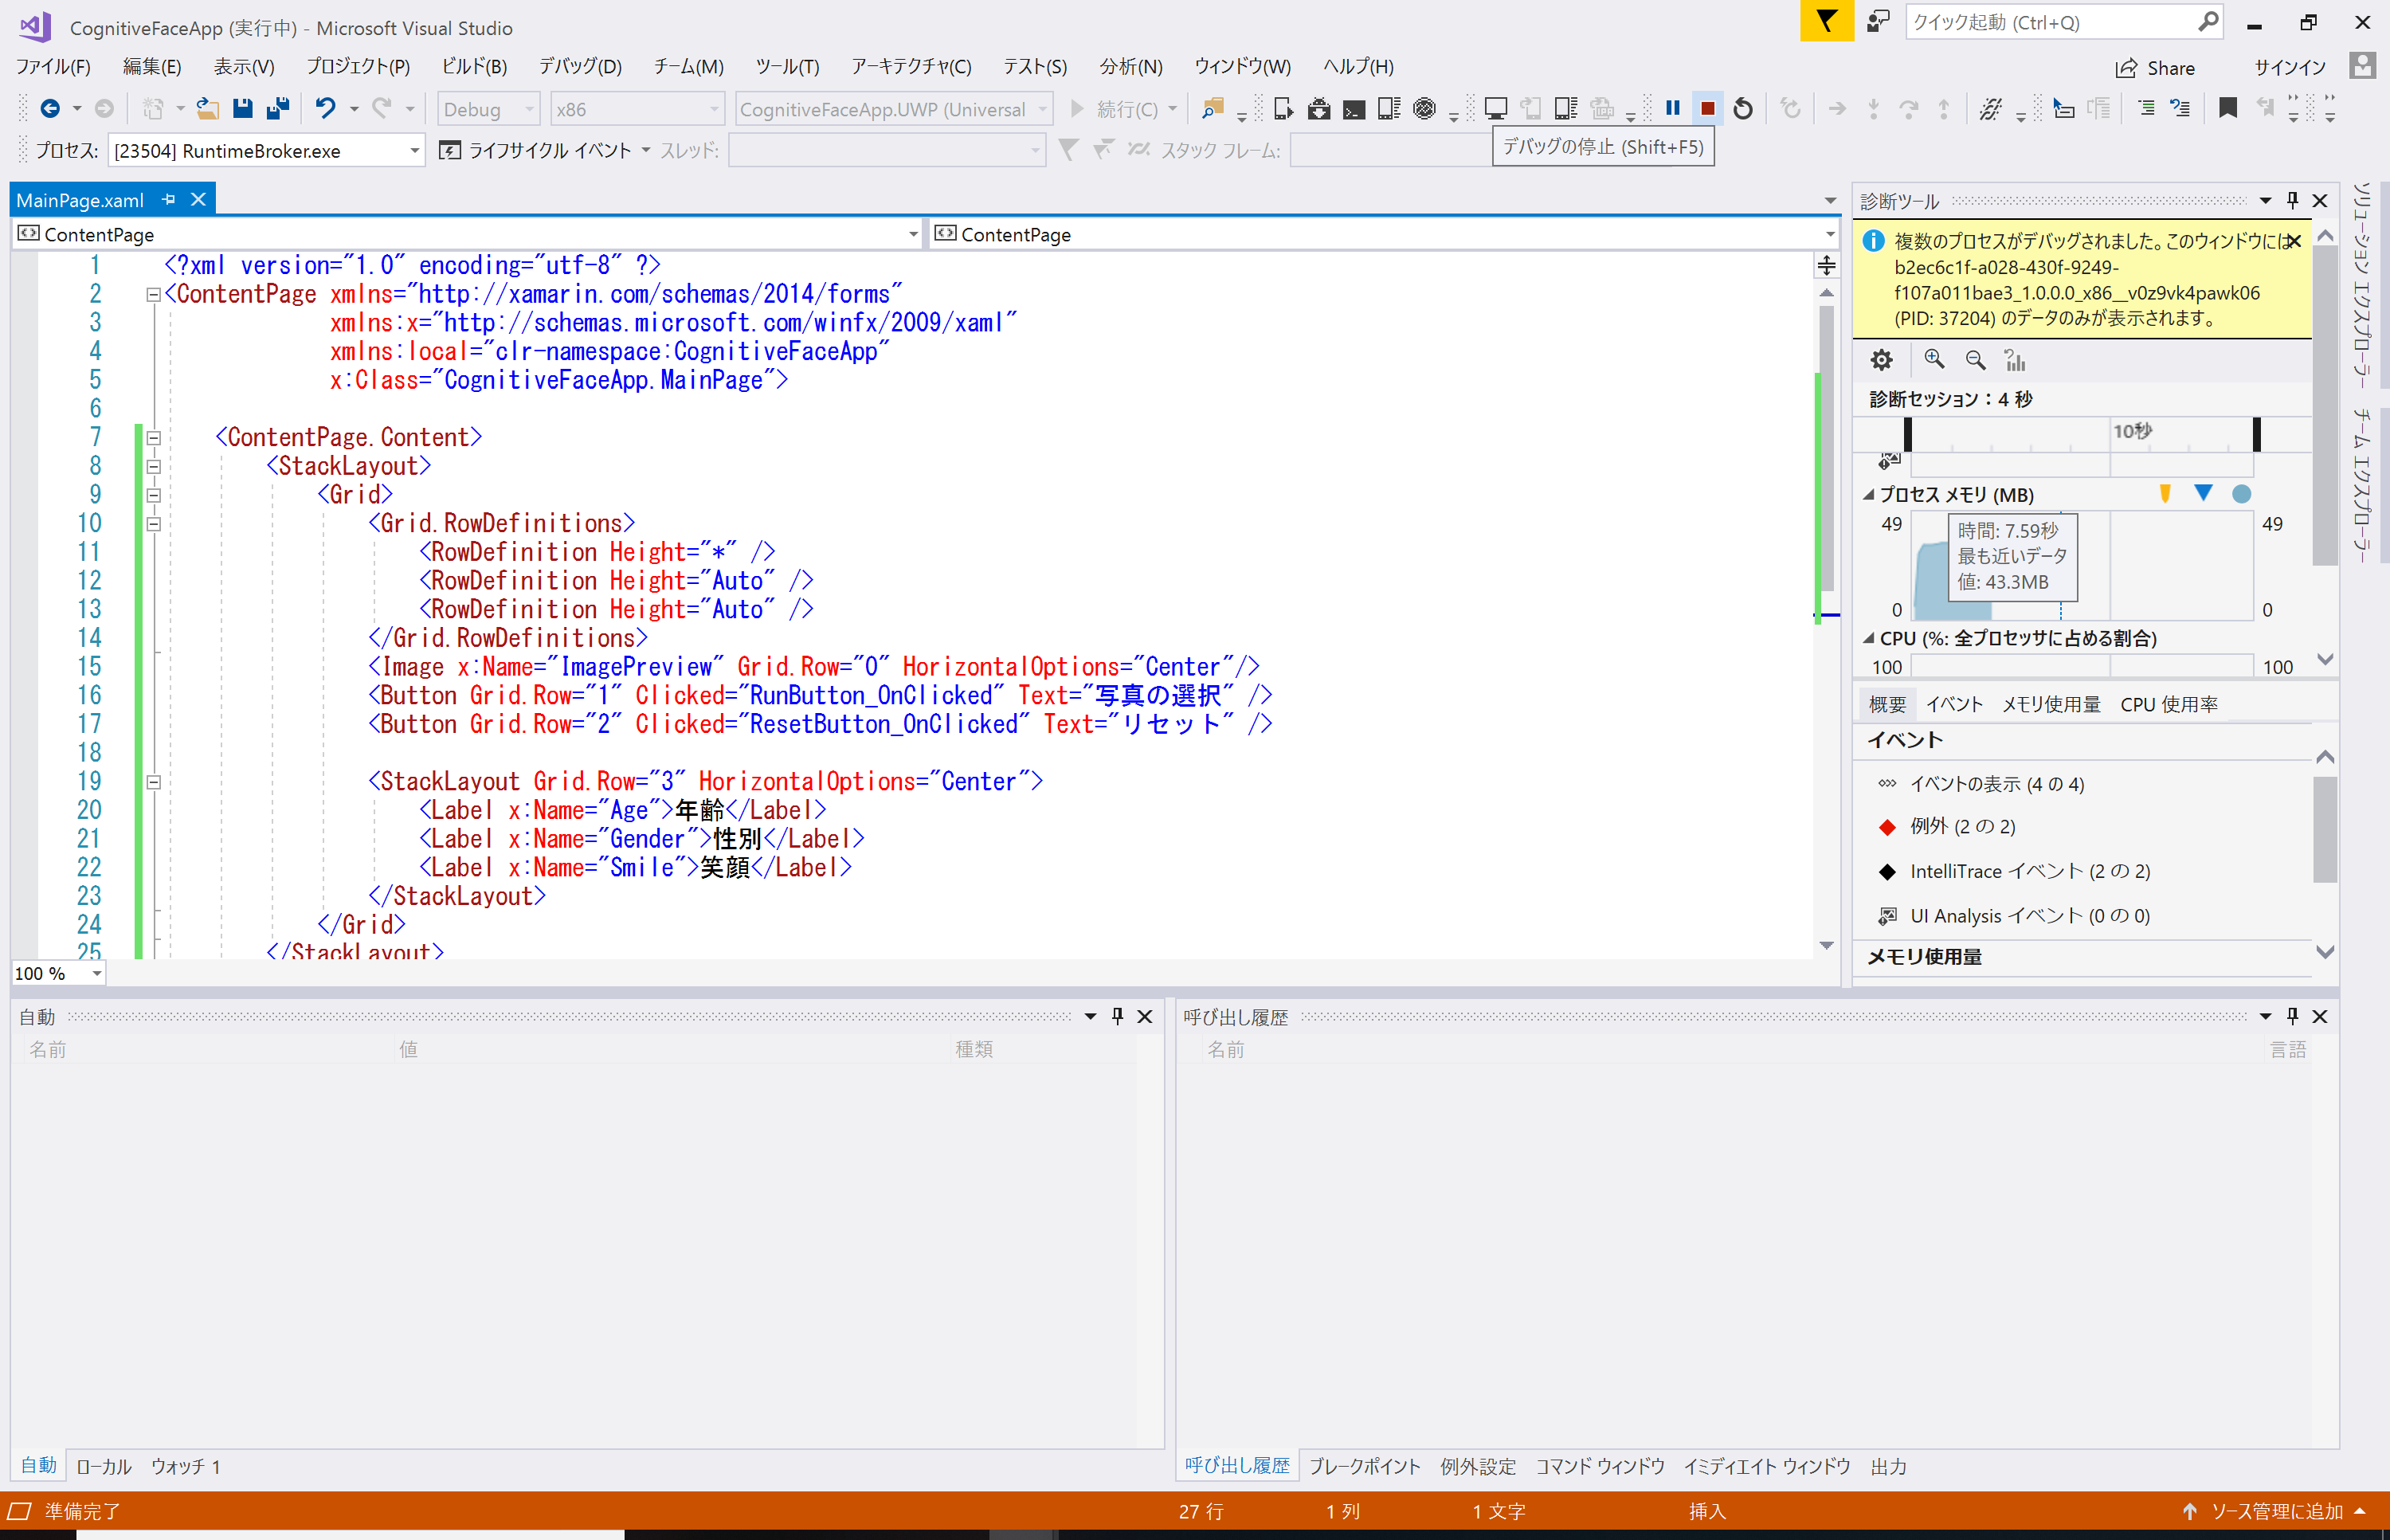 CognitiveFaceApp (実行中) - Microsoft Visual Studio
クイック起動 (Ctrl+Q)
ファイル(F) 編集(E) 表示(V) プロジェクト(P) ビルド(B) デバッグ(D) チーム(M) ツール(T) アーキテクチャ(C) テスト(S) 分析(N) ウィンドウ(W) ヘルプ(H) Share サインイン
Debug x86 CognitiveFaceApp.UWP (Universal 続行(C)
プロセス: [23504] RuntimeBroker.exe ライフサイクル イベント スレッド: スタック フレーム:
デバッグの停止 (Shift+F5)
MainPage.xaml
ContentPage ContentPage
1 <?xml version="1.0" encoding="utf-8" ?>
2 <ContentPage xmlns="http://xamarin.com/schemas/2014/forms"
3 xmlns:x="http://schemas.microsoft.com/winfx/2009/xaml"
4 xmlns:local="clr-namespace:CognitiveFaceApp"
5 x:Class="CognitiveFaceApp.MainPage">
6
7 <ContentPage.Content>
8 <StackLayout>
9 <Grid>
10 <Grid.RowDefinitions>
11 <RowDefinition Height="*" />
12 <RowDefinition Height="Auto" />
13 <RowDefinition Height="Auto" />
14 </Grid.RowDefinitions>
15 <Image x:Name="ImagePreview" Grid.Row="0" HorizontalOptions="Center"/>
16 <Button Grid.Row="1" Clicked="RunButton_OnClicked" Text="写真の選択" />
17 <Button Grid.Row="2" Clicked="ResetButton_OnClicked" Text="リセット" />
18
19 <StackLayout Grid.Row="3" HorizontalOptions="Center">
20 <Label x:Name="Age">年齢</Label>
21 <Label x:Name="Gender">性別</Label>
22 <Label x:Name="Smile">笑顔</Label>
23 </StackLayout>
24 </Grid>
25 </StackLayout>
100 %
診断ツール
複数のプロセスがデバッグされました。このウィンドウには
b2ec6c1f-a028-430f-9249-
f107a011bae3_1.0.0.0_x86__v0z9vk4pawk06
(PID: 37204) のデータのみが表示されます。
診断セッション：4 秒
10秒
プロセス メモリ (MB)
49 49
時間: 7.59秒
最も近いデータ
値: 43.3MB
0 0
CPU (%: 全プロセッサに占める割合)
100 100
概要 イベント メモリ使用量 CPU 使用率
イベント
イベントの表示 (4 の 4)
例外 (2 の 2)
IntelliTrace イベント (2 の 2)
UI Analysis イベント (0 の 0)
メモリ使用量
ソリューション エクスプローラー
チーム エクスプローラー
自動
名前 値 種類
自動 ローカル ウォッチ 1
呼び出し履歴
名前 言語
呼び出し履歴 ブレークポイント 例外設定 コマンド ウィンドウ イミディエイト ウィンドウ 出力
準備完了 27 行 1 列 1 文字 挿入 ソース管理に追加